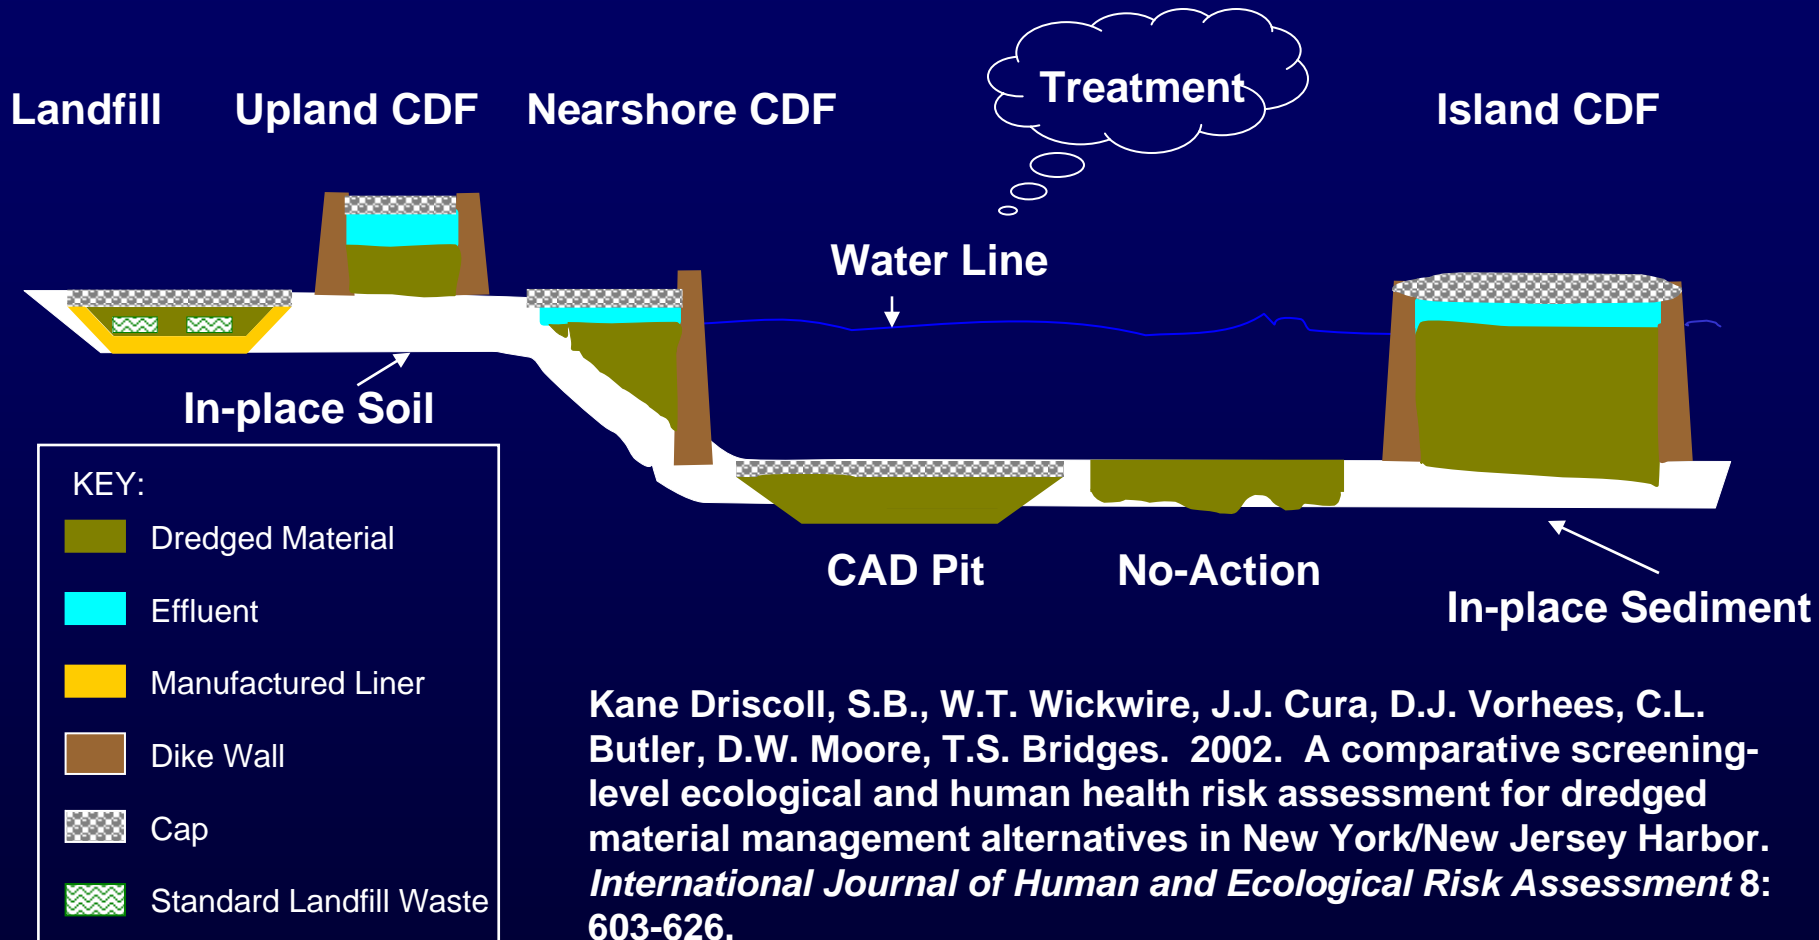 Landfill
Upland CDF
Nearshore CDF
Treatment
Island CDF
Water Line
In-place Soil
CAD Pit
No-Action
In-place Sediment
KEY:
Dredged Material
Effluent
Manufactured Liner
Dike Wall
Cap
Standard Landfill Waste
Kane Driscoll, S.B., W.T. Wickwire, J.J. Cura, D.J. Vorhees, C.L.
Butler, D.W. Moore, T.S. Bridges.  2002.  A comparative screening-
level ecological and human health risk assessment for dredged
material management alternatives in New York/New Jersey Harbor.
International Journal of Human and Ecological Risk Assessment 8:
603-626.